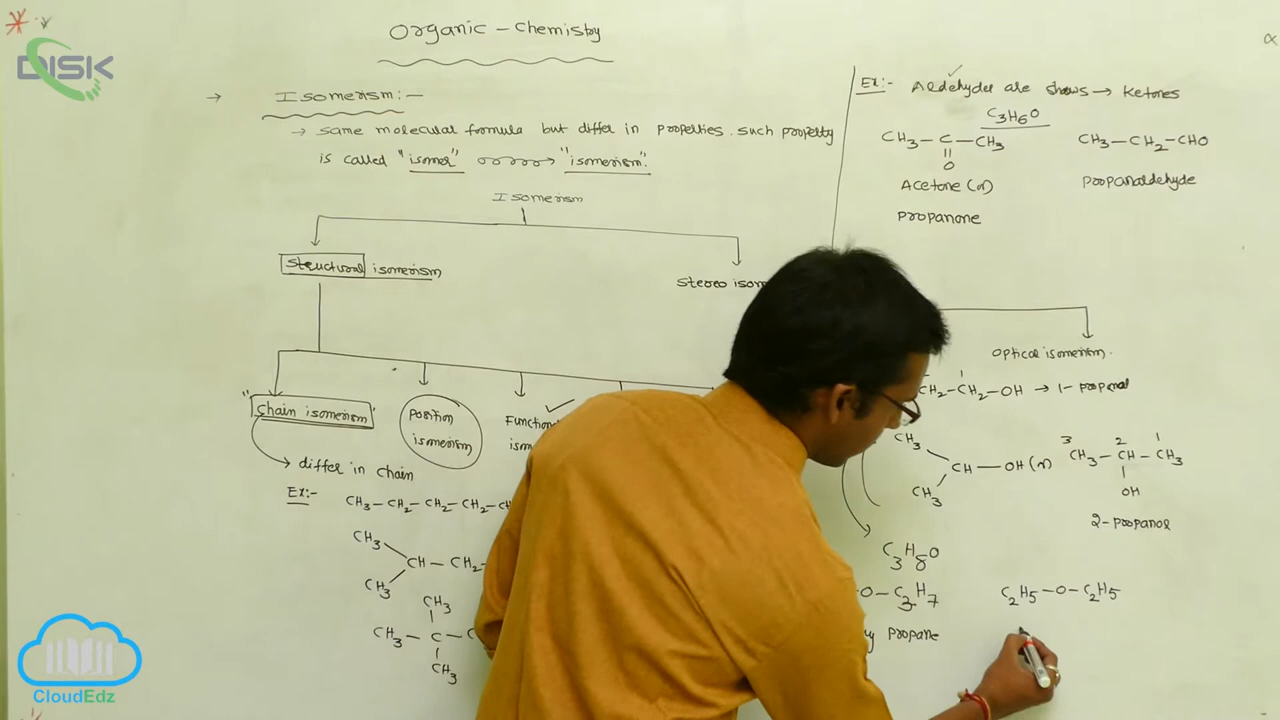 DISK
Organic - Chemistry
→ Isomerism:-
→ same molecular formula but differ in properties. such property
is called "isomer" → "isomerism".
Isomerism
structural isomerism
Stereo isom
"chain isomerism"
Position
isomerism
Function
ism
→ differ in chain
Ex:-
CH3-CH2-CH2-CH2-CH
CH3
CH-CH2-
CH3
CH3
CH3-C-C
CH3
Ex:- Aldehydes are shows → ketones
C3H6O
CH3-C-CH3
O
CH3-CH2-CHO
Acetone (or)
Propanaldehyde
Propanone
Optical isomerism.
CH2-CH2-OH → 1-propanol
1
CH3
CH-OH (or)
CH3
3 2 1
CH3-CH-CH3
OH
2-propanol
C3H8O
-O-C3H7
y propane
C2H5-O-C2H5
CloudEdz